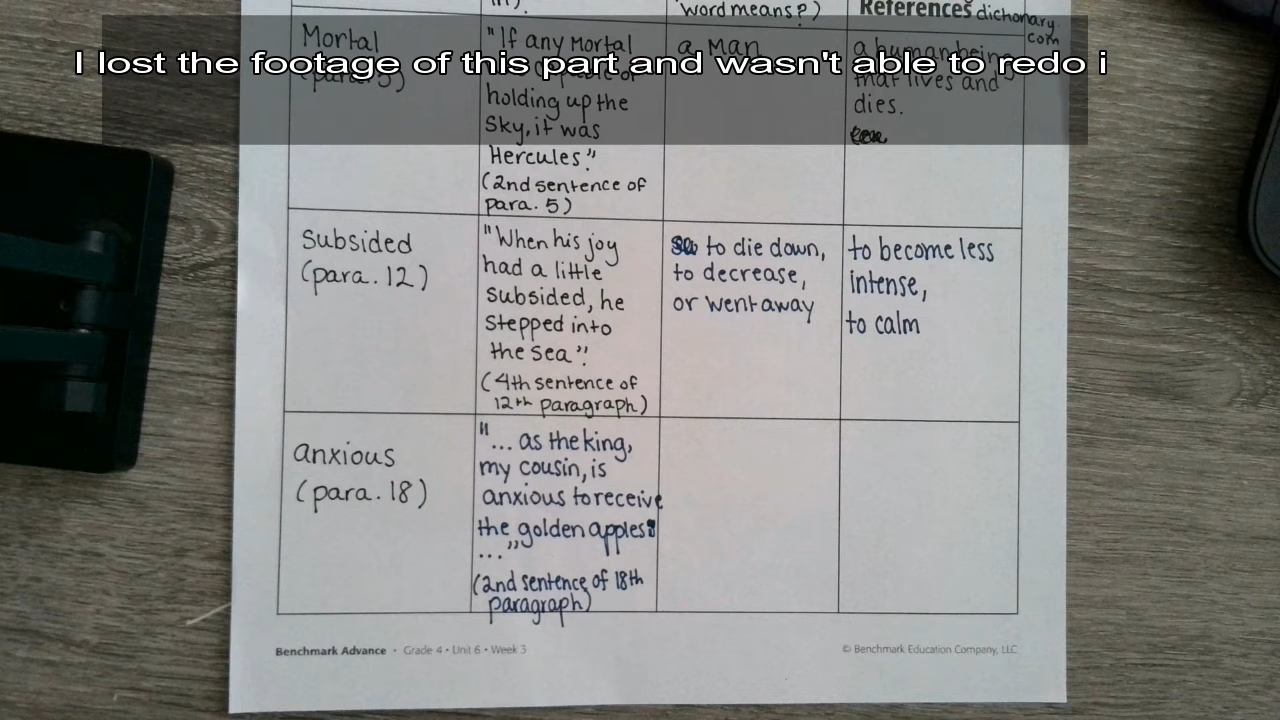 word means?)
References dictionary.
com
I lost the footage of this part and wasn't able to redo i
Mortal
"If any Mortal
holding up the
Sky, it was
Hercules"
(2nd sentence of
para. 5)
a Man
a human being
that lives and
dies.
Subsided
(para. 12)
"When his joy
had a little
subsided, he
stepped into
the sea"
(4th sentence of
12th paragraph)
to die down,
to decrease,
or went away
to become less
intense,
to calm
anxious
(para. 18)
"... as the king,
my cousin, is
anxious to receive
the golden apples
..."
(2nd sentence of 18th
paragraph)
Benchmark Advance • Grade 4 • Unit 6 • Week 3
© Benchmark Education Company, LLC